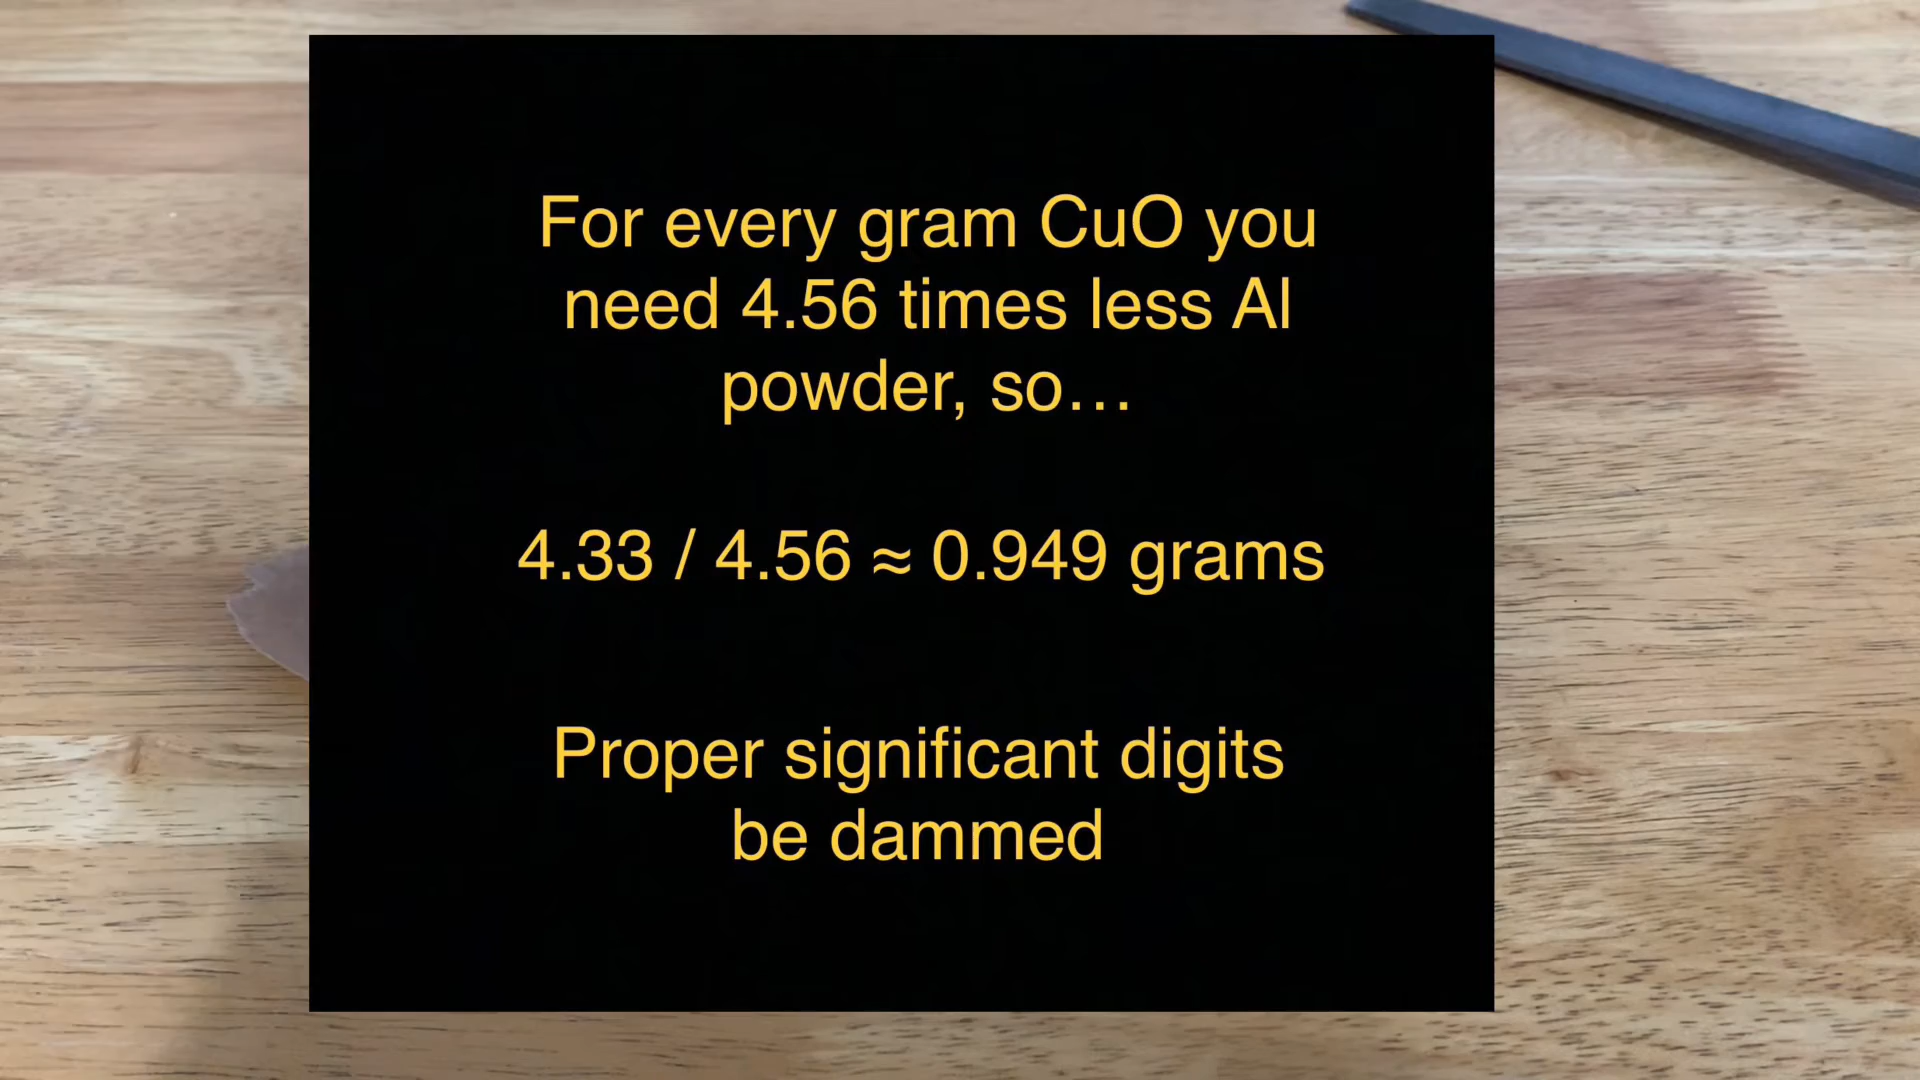 For every gram CuO you
need 4.56 times less Al
powder, so…
4.33 / 4.56 ≈ 0.949 grams
Proper significant digits
be dammed